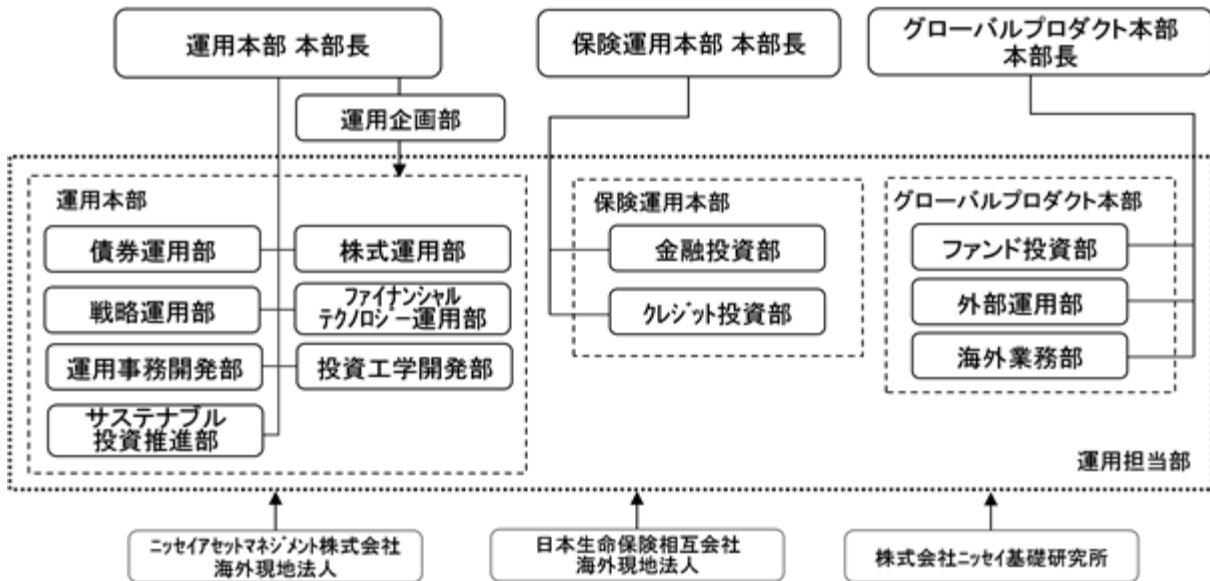 運用本部 本部長
保険運用本部 本部長
グローバルプロダクト本部
本部長
運用企画部
運用本部
債券運用部
株式運用部
戦略運用部
ファイナンシャル
テクノロジー運用部
運用事務開発部
投資工学開発部
サステナブル
投資推進部
保険運用本部
金融投資部
クレジット投資部
グローバルプロダクト本部
ファンド投資部
外部運用部
海外業務部
運用担当部
ニッセイアセットマネジメント株式会社
海外現地法人
日本生命保険相互会社
海外現地法人
株式会社ニッセイ基礎研究所